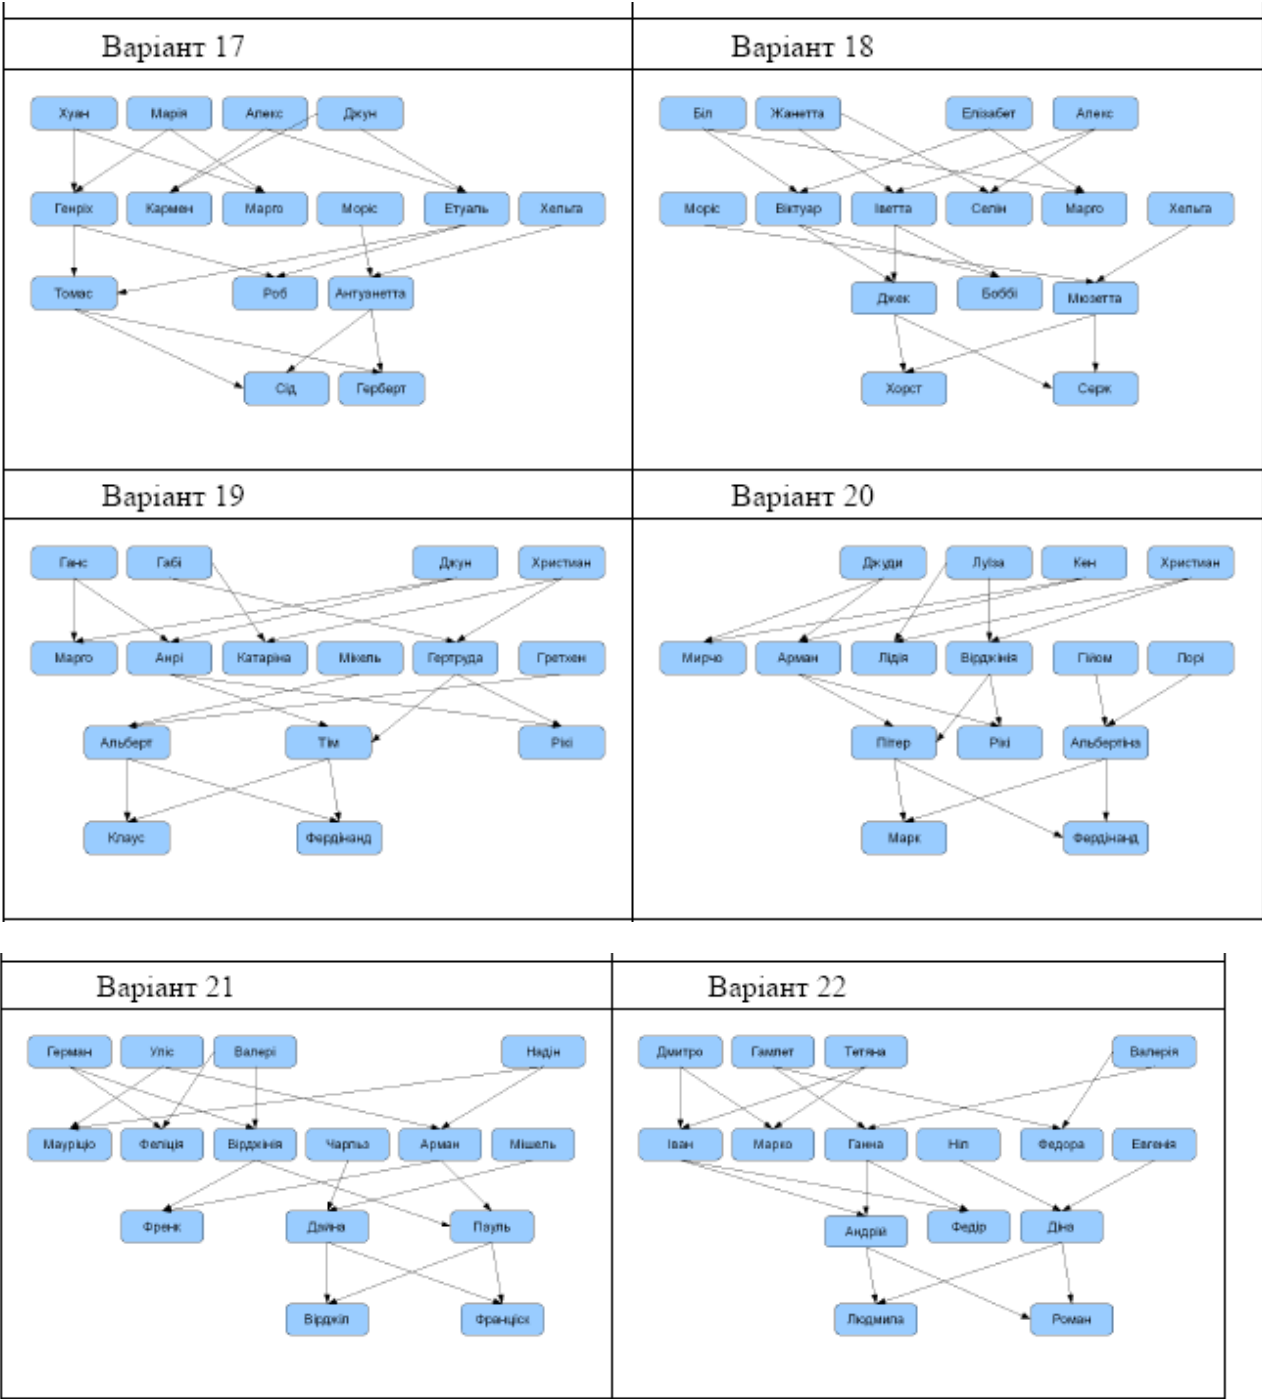 Варіант 17
Варіант 18
Хуан Марія Алекс Джун
Біл Жанетта Елізабет Алекс
Генріх Кармен Марго Моріс Етуаль Хельга
Моріс Віктуар Іветта Селін Марго Хельга
Томас Роб Антуанетта
Джек Боббі Мюзетта
Сід Герберт
Хорст Серж
Варіант 19
Варіант 20
Ганс Габі Джун Христиан
Джуди Луїза Кен Христиан
Марго Анрі Катаріна Мікель Гертруда Гретхен
Мирчо Арман Лідія Вірджінія Гійом Лорі
Альберт Тім Рікі
Пітер Рікі Альбертіна
Клаус Фердінанд
Марк Фердінанд
Варіант 21
Варіант 22
Герман Уліс Валері Надін
Дмитро Гамлет Тетяна Валерія
Мауріціо Феліція Вірджінія Чарльз Арман Мішель
Іван Марко Ганна Ніл Федора Евгенія
Френк Дайна Пауль
Андрій Федір Діна
Вірджіл Франціск
Людмила Роман